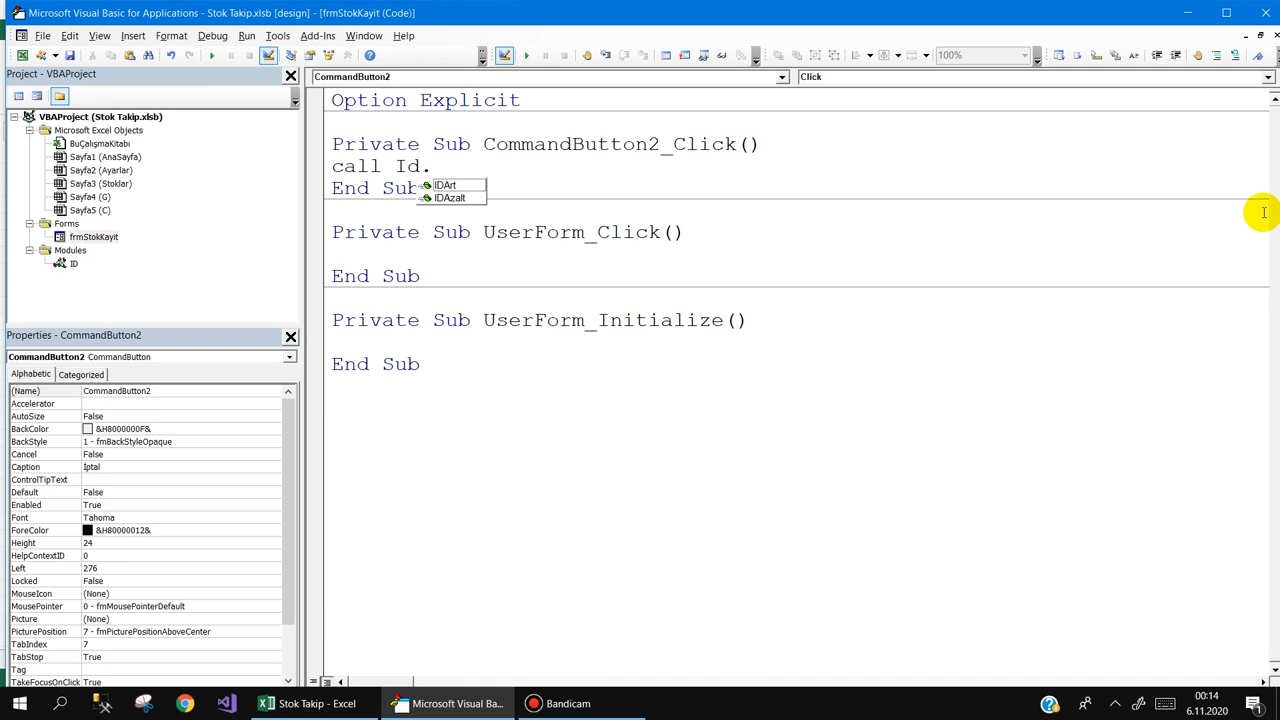 Microsoft Visual Basic for Applications - Stok Takip.xlsb [design] - [frmStokKayit (Code)]
File Edit View Insert Format Debug Run Tools Add-Ins Window Help
100%
Project - VBAProject
CommandButton2 Click
VBAProject (Stok Takip.xlsb)
Microsoft Excel Objects
BuÇalışmaKitabı
Sayfa1 (AnaSayfa)
Sayfa2 (Ayarlar)
Sayfa3 (Stoklar)
Sayfa4 (G)
Sayfa5 (C)
Forms
frmStokKayit
Modules
ID
Option Explicit
Private Sub CommandButton2_Click()
call Id.
IDArt
IDAzalt
End Sub
Private Sub UserForm_Click()
End Sub
Private Sub UserForm_Initialize()
End Sub
Properties - CommandButton2
CommandButton2 CommandButton
Alphabetic Categorized
(Name) CommandButton2
Accelerator
AutoSize False
BackColor &H8000000F&
BackStyle 1 - fmBackStyleOpaque
Cancel False
Caption Iptal
ControlTipText
Default False
Enabled True
Font Tahoma
ForeColor &H80000012&
Height 24
HelpContextID 0
Left 276
Locked False
MouseIcon (None)
MousePointer 0 - fmMousePointerDefault
Picture (None)
PicturePosition 7 - fmPicturePositionAboveCenter
TabIndex 7
TabStop True
Tag
TakeFocusOnClick True
Stok Takip - Excel
Microsoft Visual Ba...
Bandicam
00:14
6.11.2020
1